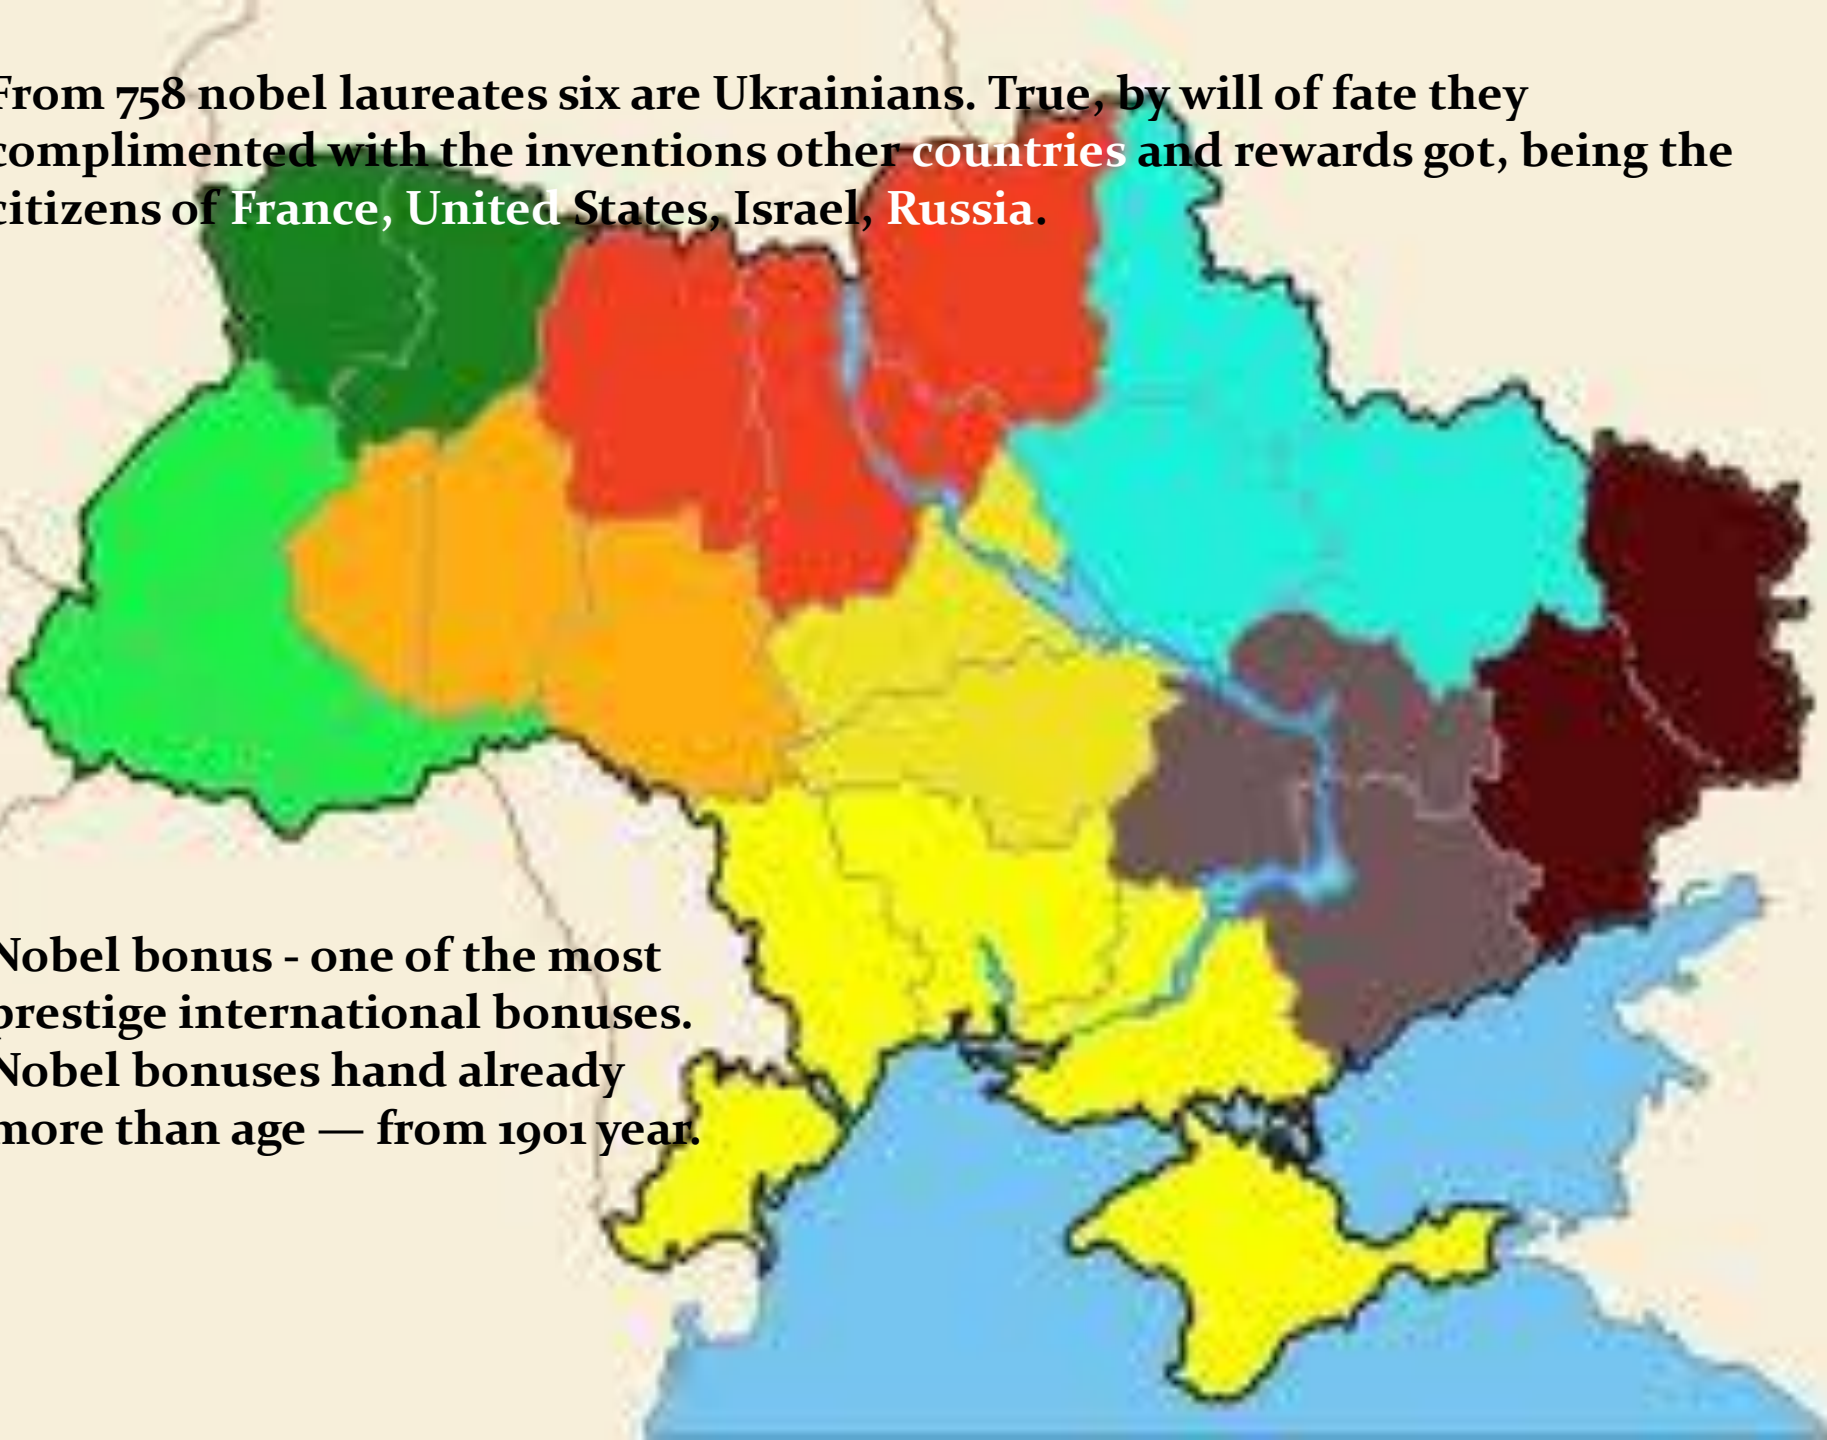 From 758 nobel laureates six are Ukrainians. True, by will of fate they
complimented with the inventions other countries and rewards got, being the
citizens of France, United States, Israel, Russia.
Nobel bonus - one of the most
prestige international bonuses.
Nobel bonuses hand already
more than age — from 1901 year.